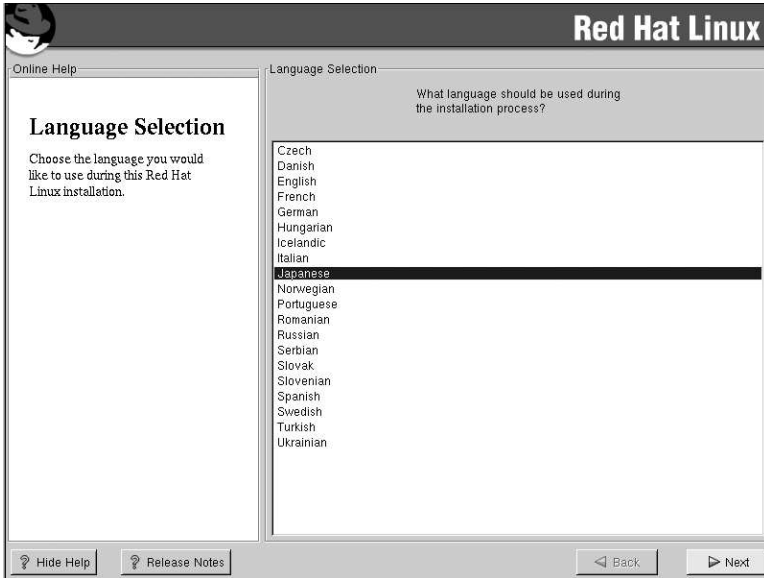 Red Hat Linux
Online Help
Language Selection
Choose the language you would
like to use during this Red Hat
Linux installation.
Language Selection
What language should be used during
the installation process?
Czech
Danish
English
French
German
Hungarian
Icelandic
Italian
Japanese
Norwegian
Portuguese
Romanian
Russian
Serbian
Slovak
Slovenian
Spanish
Swedish
Turkish
Ukrainian
Hide Help
Release Notes
Back
Next